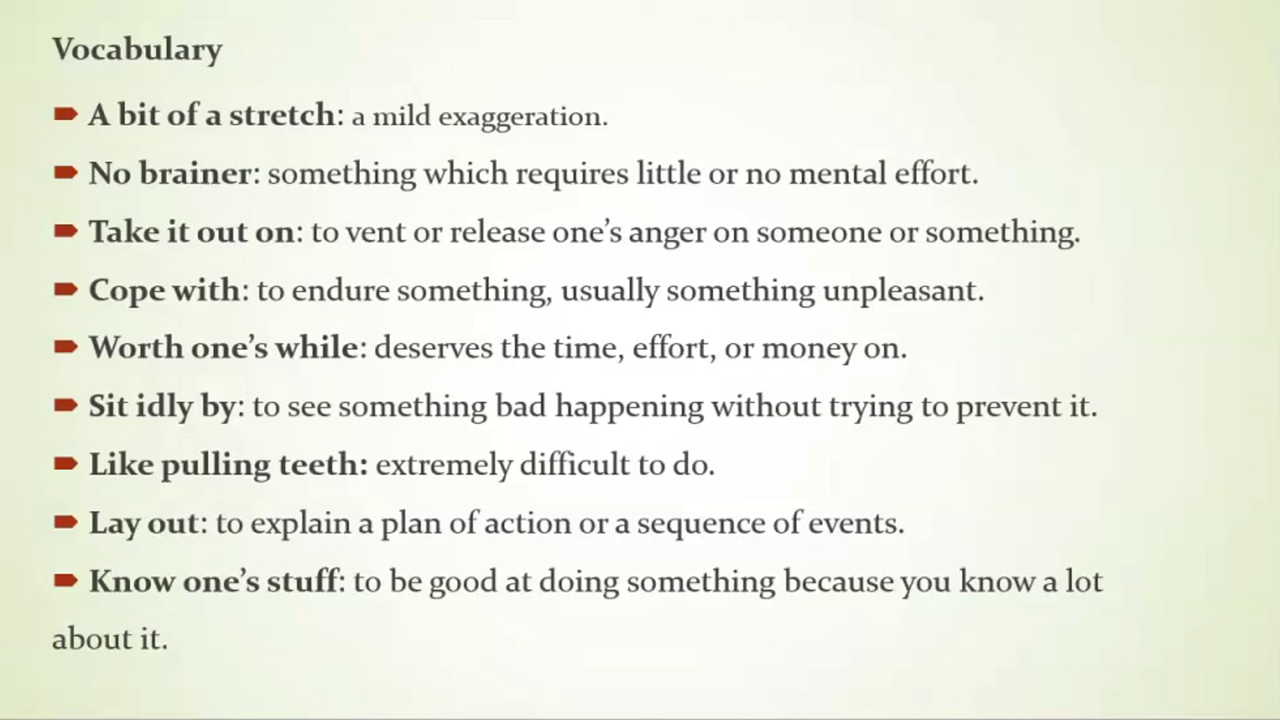 Vocabulary
A bit of a stretch: a mild exaggeration.
No brainer: something which requires little or no mental effort.
Take it out on: to vent or release one’s anger on someone or something.
Cope with: to endure something, usually something unpleasant.
Worth one’s while: deserves the time, effort, or money on.
Sit idly by: to see something bad happening without trying to prevent it.
Like pulling teeth: extremely difficult to do.
Lay out: to explain a plan of action or a sequence of events.
Know one’s stuff: to be good at doing something because you know a lot
about it.